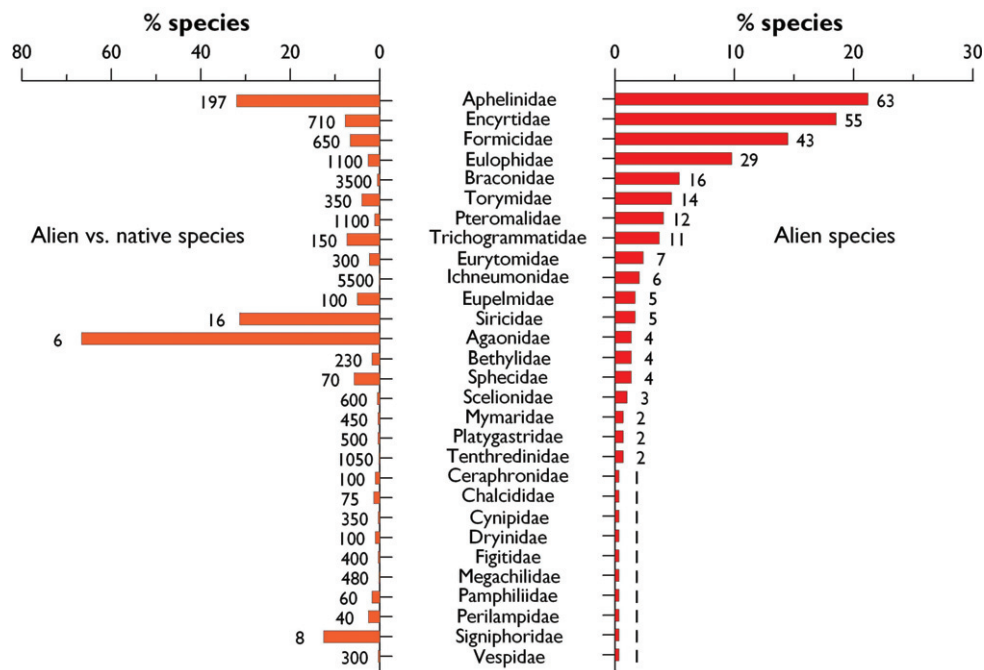 % species % species
80 60 40 20 0 0 10 20 30
197 Aphelinidae 63
710 Encyrtidae 55
650 Formicidae 43
1100 Eulophidae 29
3500 Braconidae 16
350 Torymidae 14
1100 Pteromalidae 12
Alien vs. native species Alien species
150 Trichogrammatidae 11
300 Eurytomidae 7
5500 Ichneumonidae 6
100 Eupelmidae 5
16 Siricidae 5
6 Agaonidae 4
230 Bethylidae 4
70 Sphecidae 4
600 Scelionidae 3
450 Mymaridae 2
500 Platygastridae 2
1050 Tenthredinidae 2
100 Ceraphronidae 1
75 Chalcididae 1
350 Cynipidae 1
100 Dryinidae 1
400 Figitidae 1
480 Megachilidae 1
60 Pamphiliidae 1
40 Perilampidae 1
8 Signiphoridae 1
300 Vespidae 1